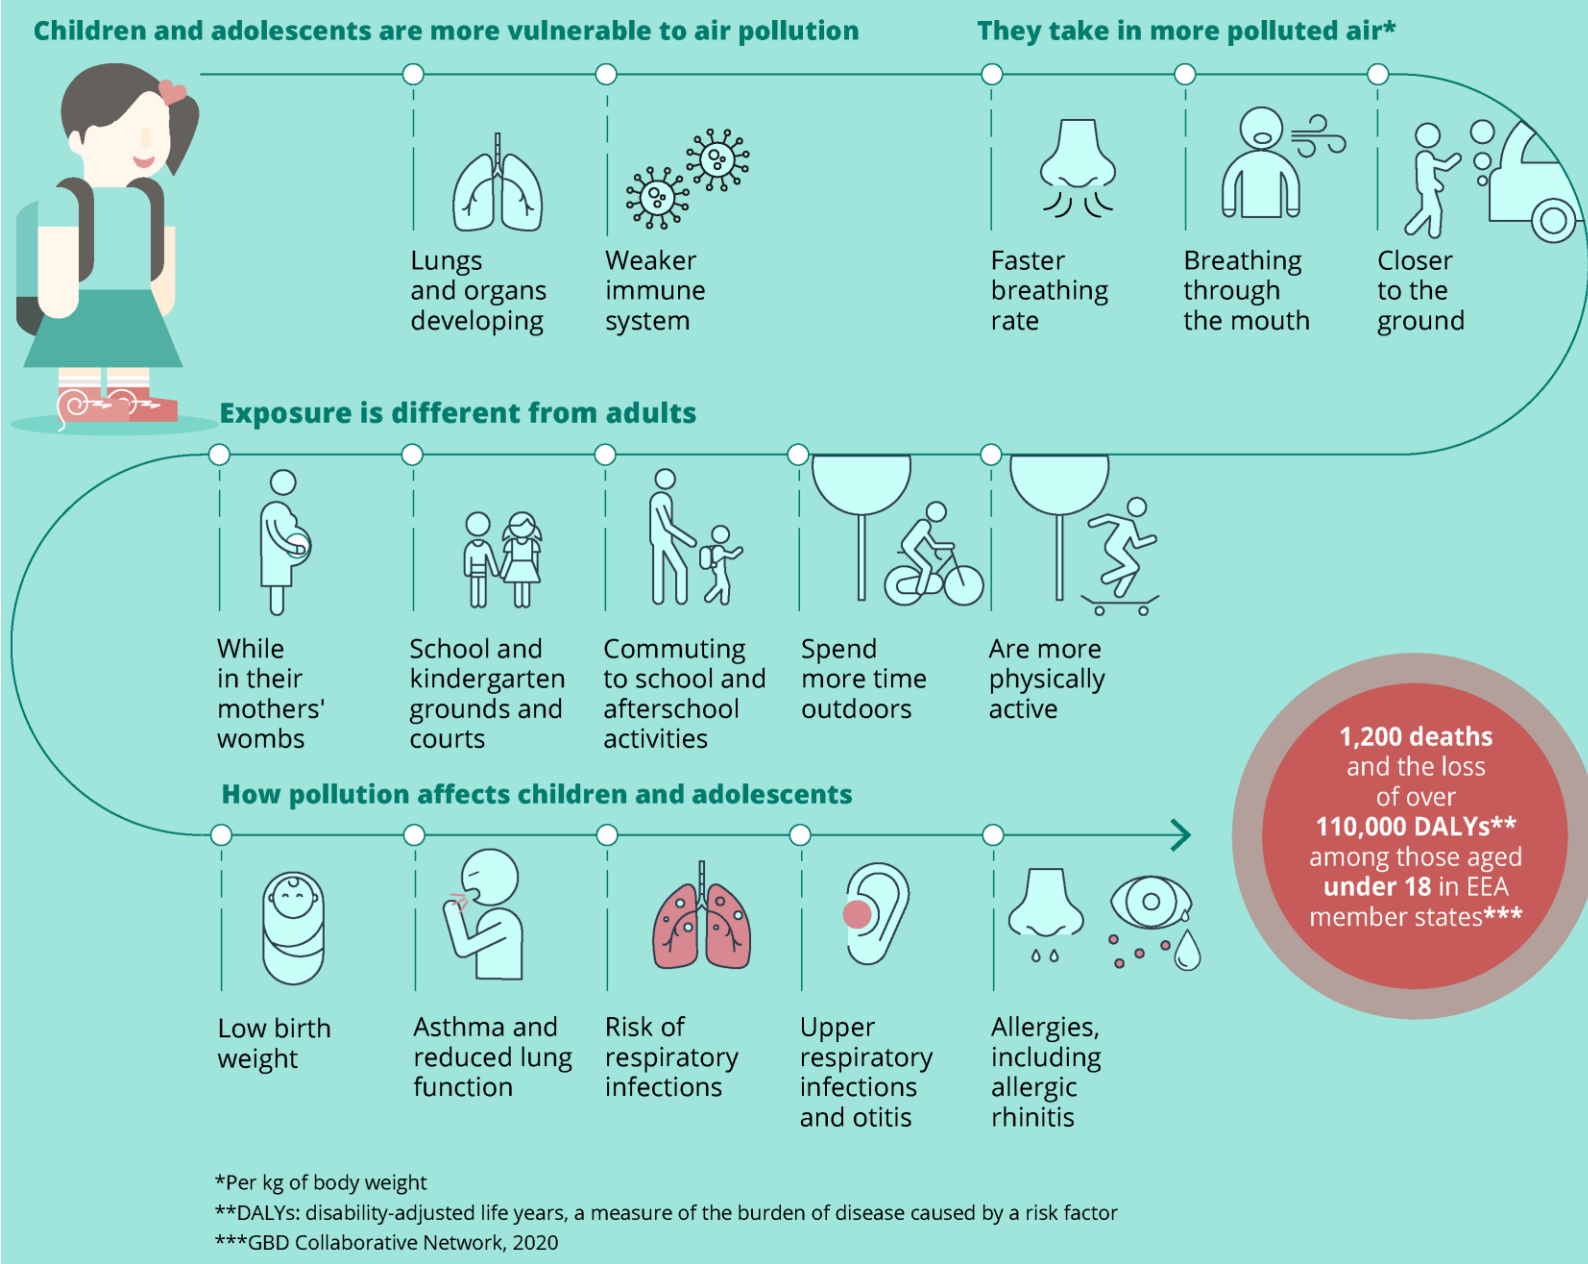 Children and adolescents are more vulnerable to air pollution
They take in more polluted air*
Lungs
and organs
developing
Weaker
immune
system
Faster
breathing
rate
Breathing
through
the mouth
Closer
to the
ground
Exposure is different from adults
While
in their
mothers'
wombs
School and
kindergarten
grounds and
courts
Commuting
to school and
afterschool
activities
Spend
more time
outdoors
Are more
physically
active
1,200 deaths
and the loss
of over
110,000 DALYs**
among those aged
under 18 in EEA
member states***
How pollution affects children and adolescents
Low birth
weight
Asthma and
reduced lung
function
Risk of
respiratory
infections
Upper
respiratory
infections
and otitis
Allergies,
including
allergic
rhinitis
*Per kg of body weight
**DALYs: disability-adjusted life years, a measure of the burden of disease caused by a risk factor
***GBD Collaborative Network, 2020